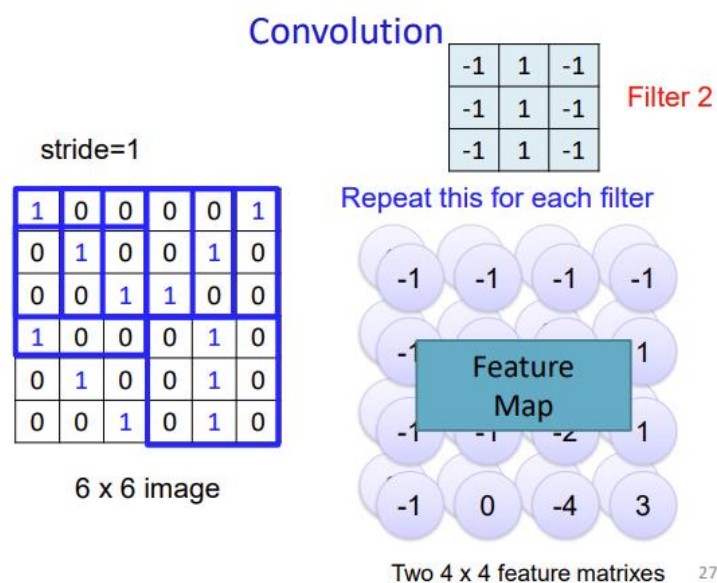 Convolution
-1 1 -1
-1 1 -1
-1 1 -1
Filter 2
stride=1
Repeat this for each filter
1 0 0 0 0 1
0 1 0 0 1 0
0 0 1 1 0 0
1 0 0 0 1 0
0 1 0 0 1 0
0 0 1 0 1 0
6 x 6 image
-1 -1 -1 -1
-1 1
Feature
Map
-1 -1 -2 1
-1 0 -4 3
Two 4 x 4 feature matrixes
27